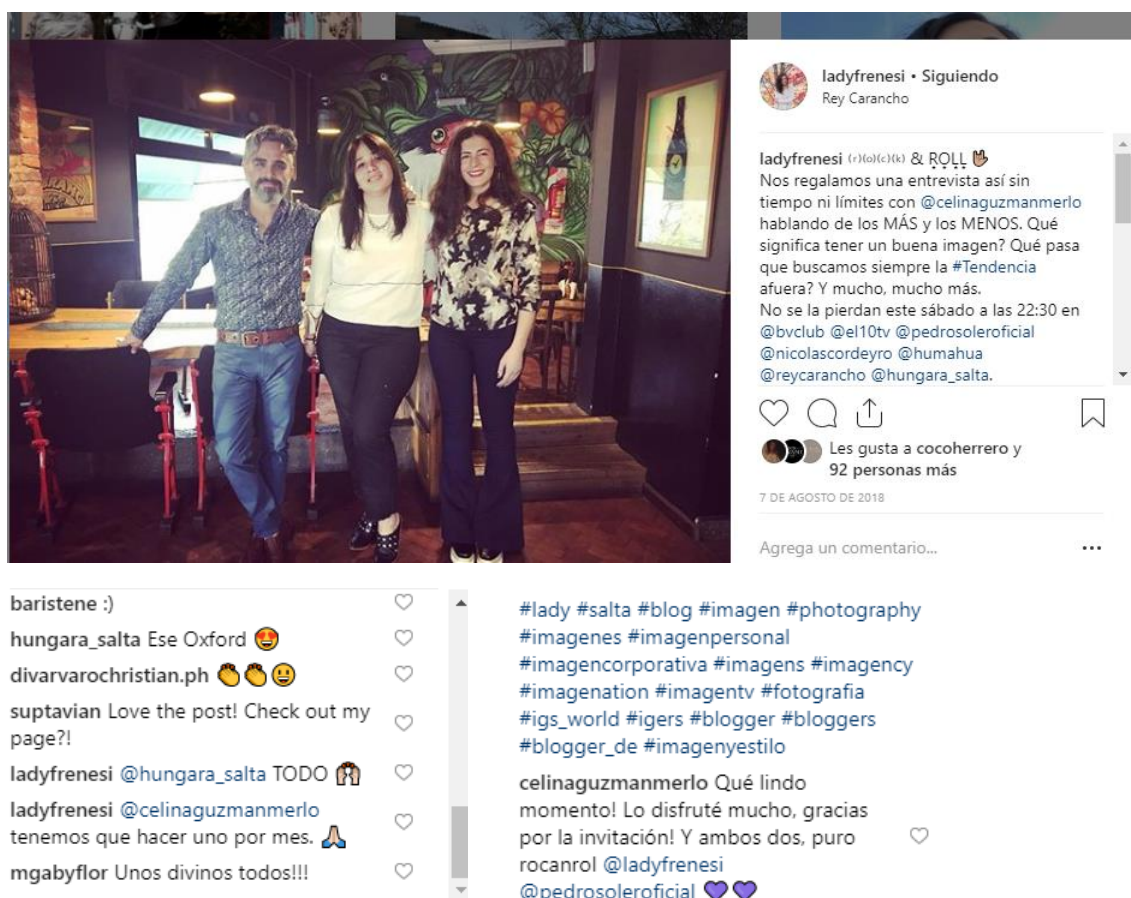 ladyfrenesi • Siguiendo
Rey Carancho
ladyfrenesi ⒭⒪⒞⒦ & ṚỌḶḶ 🤟
Nos regalamos una entrevista así sin
tiempo ni límites con @celinaguzmanmerlo
hablando de los MÁS y los MENOS. Qué
significa tener un buena imagen? Qué pasa
que buscamos siempre la #Tendencia
afuera? Y mucho, mucho más.
No se la pierdan este sábado a las 22:30 en
@bvclub @el10tv @pedrosoleroficial
@nicolascordeyro @humahua
@reycarancho @hungara_salta.
Les gusta a cocoherrero y
92 personas más
7 DE AGOSTO DE 2018
Agrega un comentario...
baristene :)
hungara_salta Ese Oxford 😍
divarvarochristian.ph 👏👏😀
suptavian Love the post! Check out my
page?!
ladyfrenesi @hungara_salta TODO 🙌
ladyfrenesi @celinaguzmanmerlo
tenemos que hacer uno por mes. 🙏
mgabyflor Unos divinos todos!!!
#lady #salta #blog #imagen #photography
#imagenes #imagenpersonal
#imagencorporativa #imagens #imagency
#imagenation #imagentv #fotografia
#igs_world #igers #blogger #bloggers
#blogger_de #imagenyestilo
celinaguzmanmerlo Qué lindo
momento! Lo disfruté mucho, gracias
por la invitación! Y ambos dos, puro
rocanrol @ladyfrenesi
@pedrosoleroficial 💜💜